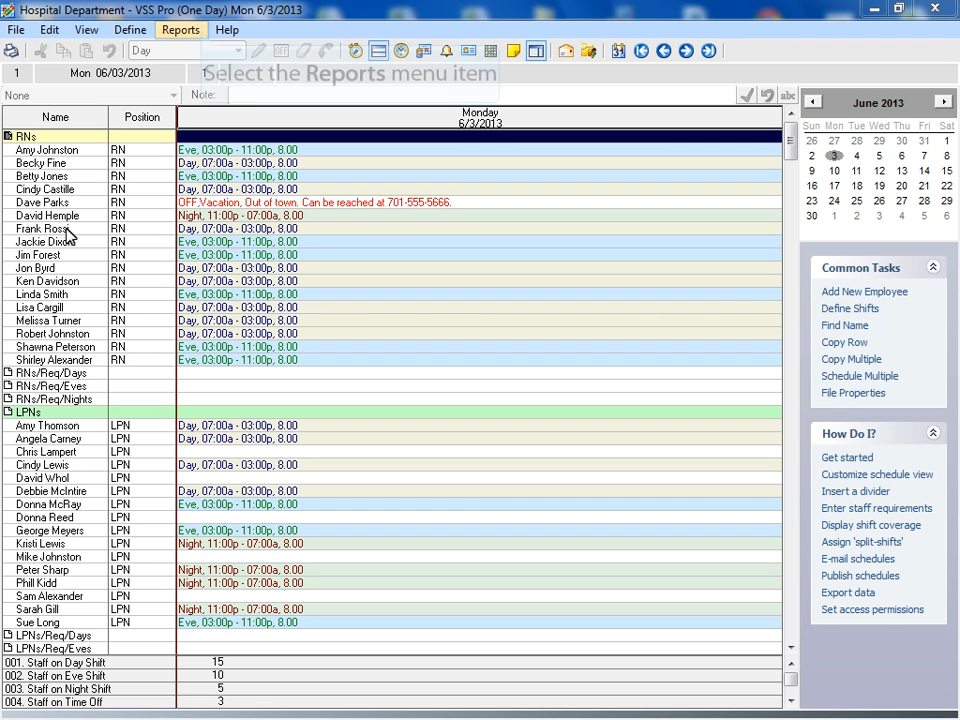 Hospital Department - VSS Pro (One Day) Mon 6/3/2013
File Edit View Define Reports Help
Day
1 Mon 06/03/2013 1
Select the Reports menu item
None Note: abc
Name Position Monday
6/3/2013
RNs
Amy Johnston RN Eve, 03:00p - 11:00p, 8.00
Becky Fine RN Day, 07:00a - 03:00p, 8.00
Betty Jones RN Eve, 03:00p - 11:00p, 8.00
Cindy Castille RN Day, 07:00a - 03:00p, 8.00
Dave Parks RN OFF,Vacation, Out of town. Can be reached at 701-555-5666.
David Hemple RN Night, 11:00p - 07:00a, 8.00
Frank Ross RN Day, 07:00a - 03:00p, 8.00
Jackie Dixon RN Eve, 03:00p - 11:00p, 8.00
Jim Forest RN Eve, 03:00p - 11:00p, 8.00
Jon Byrd RN Day, 07:00a - 03:00p, 8.00
Ken Davidson RN Day, 07:00a - 03:00p, 8.00
Linda Smith RN Eve, 03:00p - 11:00p, 8.00
Lisa Cargill RN Day, 07:00a - 03:00p, 8.00
Melissa Turner RN Day, 07:00a - 03:00p, 8.00
Robert Johnston RN Day, 07:00a - 03:00p, 8.00
Shawna Peterson RN Eve, 03:00p - 11:00p, 8.00
Shirley Alexander RN Eve, 03:00p - 11:00p, 8.00
RNs/Req/Days
RNs/Req/Eves
RNs/Req/Nights
LPNs
Amy Thomson LPN Day, 07:00a - 03:00p, 8.00
Angela Carney LPN Day, 07:00a - 03:00p, 8.00
Chris Lampert LPN
Cindy Lewis LPN Day, 07:00a - 03:00p, 8.00
David Whol LPN
Debbie McIntire LPN Day, 07:00a - 03:00p, 8.00
Donna McRay LPN Eve, 03:00p - 11:00p, 8.00
Donna Reed LPN
George Meyers LPN Eve, 03:00p - 11:00p, 8.00
Kristi Lewis LPN Night, 11:00p - 07:00a, 8.00
Mike Johnston LPN
Peter Sharp LPN Night, 11:00p - 07:00a, 8.00
Phill Kidd LPN Night, 11:00p - 07:00a, 8.00
Sam Alexander LPN
Sarah Gill LPN Night, 11:00p - 07:00a, 8.00
Sue Long LPN Eve, 03:00p - 11:00p, 8.00
LPNs/Req/Days
LPNs/Req/Eves
001. Staff on Day Shift 15
002. Staff on Eve Shift 10
003. Staff on Night Shift 5
004. Staff on Time Off 3
June 2013
Sun Mon Tue Wed Thu Fri Sat
26 27 28 29 30 31 1
2 3 4 5 6 7 8
9 10 11 12 13 14 15
16 17 18 19 20 21 22
23 24 25 26 27 28 29
30 1 2 3 4 5 6
Common Tasks
Add New Employee
Define Shifts
Find Name
Copy Row
Copy Multiple
Schedule Multiple
File Properties
How Do I?
Get started
Customize schedule view
Insert a divider
Enter staff requirements
Display shift coverage
Assign 'split-shifts'
E-mail schedules
Publish schedules
Export data
Set access permissions